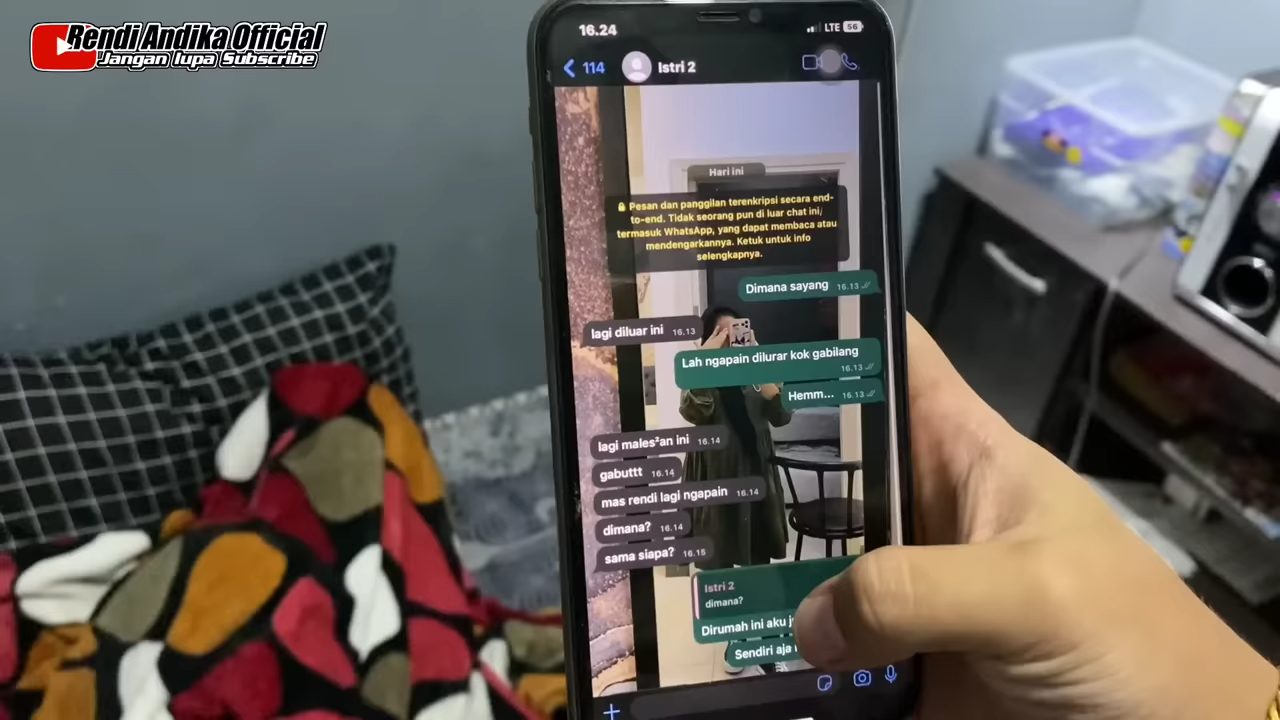 Rendi Andika Official
Jangan lupa Subscribe
16.24
LTE 56
114
Istri 2
Hari ini
Pesan dan panggilan terenkripsi secara end-
to-end. Tidak seorang pun di luar chat ini,
termasuk WhatsApp, yang dapat membaca atau
mendengarkannya. Ketuk untuk info
selengkapnya.
Dimana sayang 16.13
lagi diluar ini 16.13
Lah ngapain dilurar kok gabilang
16.13
Hemm... 16.13
lagi males²an ini 16.14
gabuttt 16.14
mas rendi lagi ngapain 16.14
dimana? 16.14
sama siapa? 16.15
Istri 2
dimana?
Dirumah ini aku
Sendiri aja